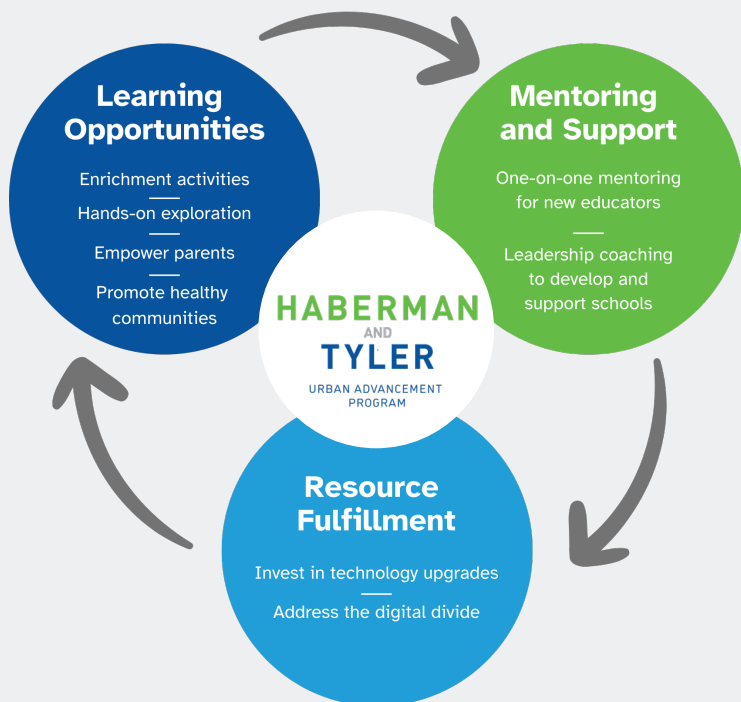 Learning
Opportunities
Enrichment activities
Hands-on exploration
Empower parents
Promote healthy
communities
Mentoring
and Support
One-on-one mentoring
for new educators
Leadership coaching
to develop and
support schools
HABERMAN
AND
TYLER
URBAN ADVANCEMENT
PROGRAM
Resource
Fulfillment
Invest in technology upgrades
Address the digital divide